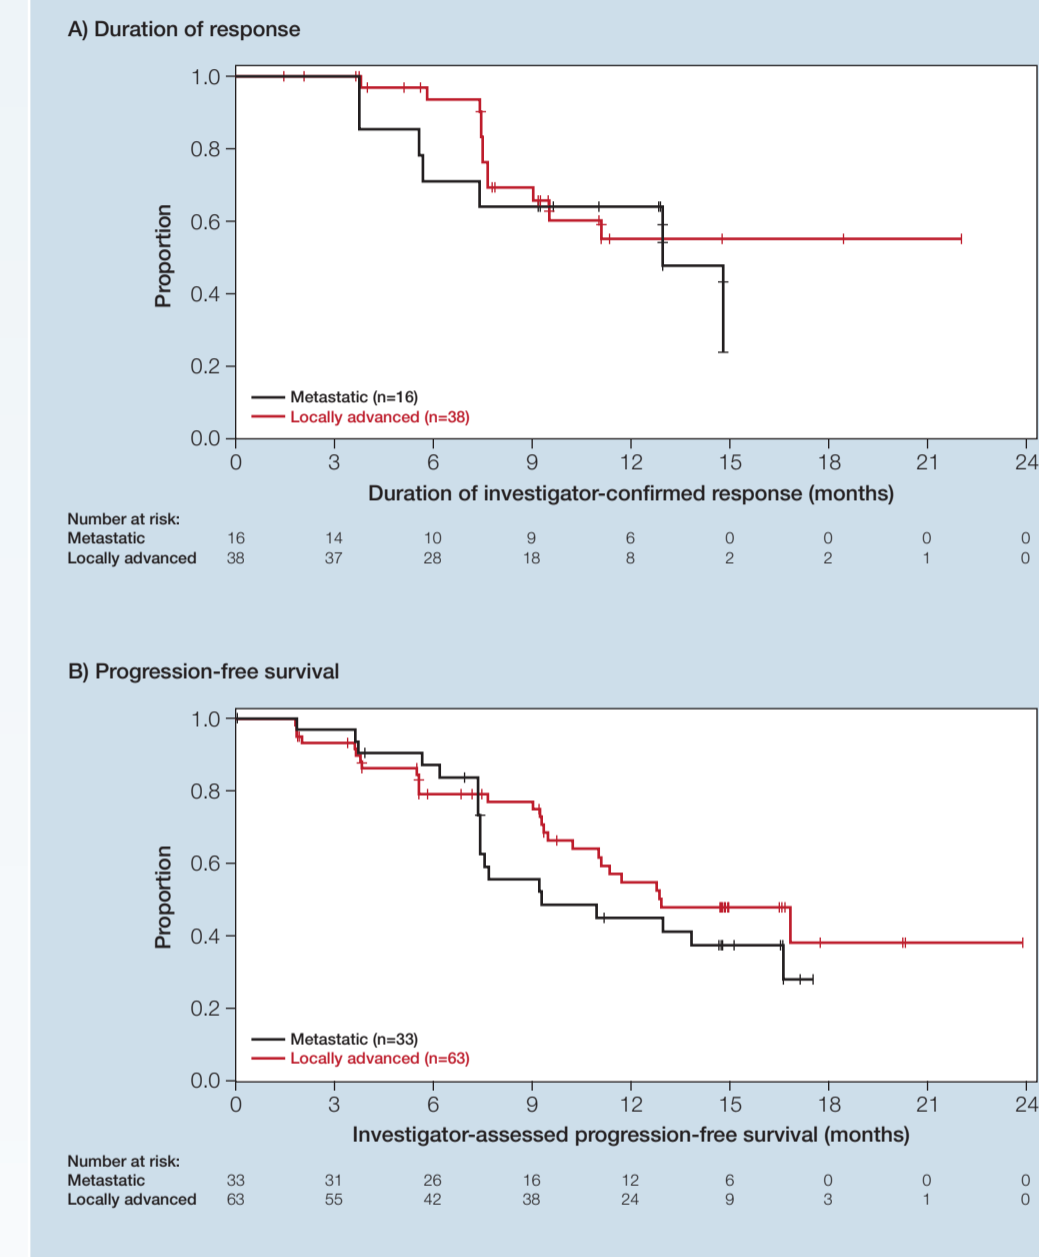 A) Duration of response
1.0
0.8
0.6
0.4
0.2
0.0
Proportion
Metastatic (n=16)
Locally advanced (n=38)
0 3 6 9 12 15 18 21 24
Duration of investigator-confirmed response (months)
Number at risk:
Metastatic 16 14 10 9 6 0 0 0 0
Locally advanced 38 37 28 18 8 2 2 1 0
B) Progression-free survival
1.0
0.8
0.6
0.4
0.2
0.0
Proportion
Metastatic (n=33)
Locally advanced (n=63)
0 3 6 9 12 15 18 21 24
Investigator-assessed progression-free survival (months)
Number at risk:
Metastatic 33 31 26 16 12 6 0 0 0
Locally advanced 63 55 42 38 24 9 3 1 0